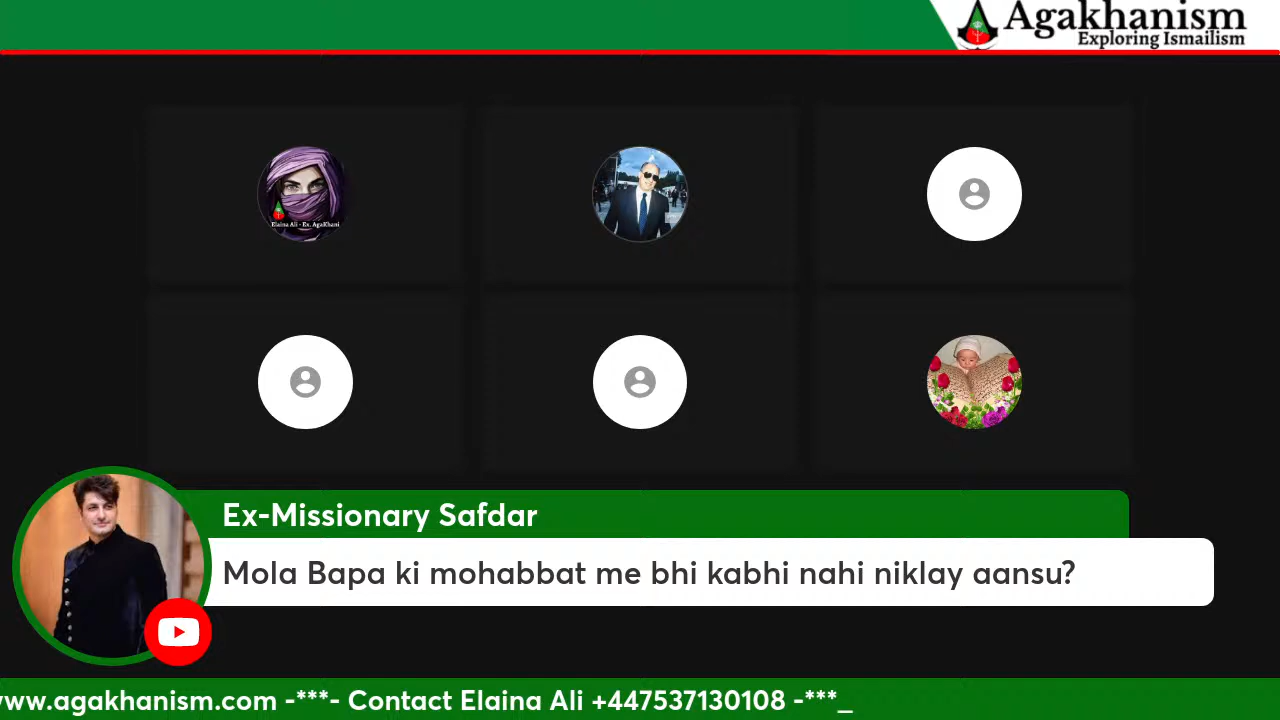 Agakhanism
Exploring Ismailism
Elaina Ali - Ex. AgaKhani
Ex-Missionary Safdar
Mola Bapa ki mohabbat me bhi kabhi nahi niklay aansu?
www.agakhanism.com -***- Contact Elaina Ali +447537130108 -***_